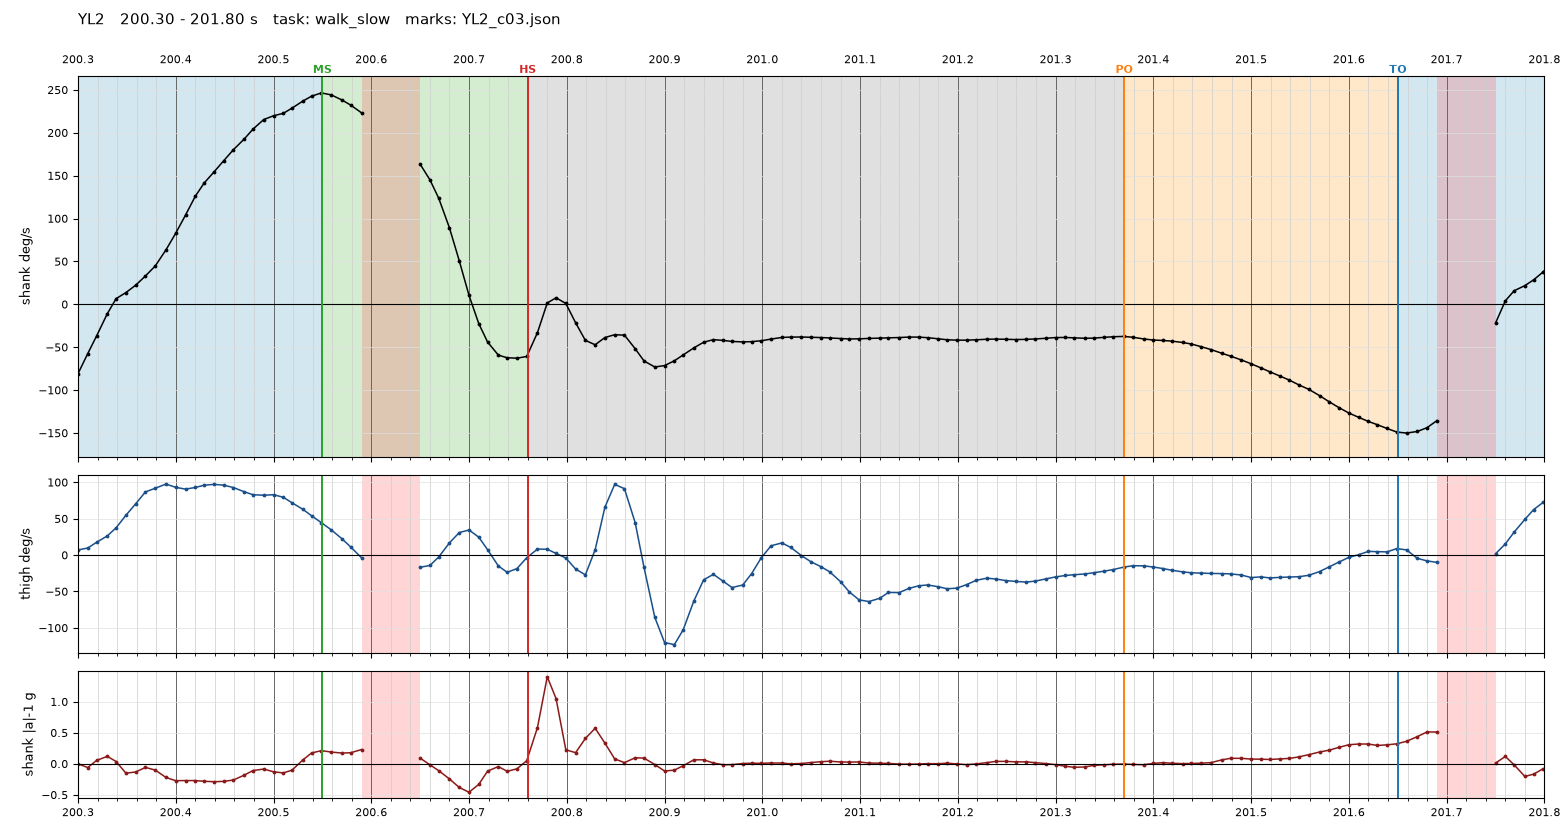 YL2   200.30 - 201.80 s   task: walk_slow   marks: YL2_c03.json
200.3 200.4 200.5 200.6 200.7 200.8 200.9 201.0 201.1 201.2 201.3 201.4 201.5 201.6 201.7 201.8
MS HS PO TO
shank deg/s
250
200
150
100
50
0
−50
−100
−150
thigh deg/s
100
50
0
−50
−100
shank |a|-1 g
1.0
0.5
0.0
−0.5
200.3 200.4 200.5 200.6 200.7 200.8 200.9 201.0 201.1 201.2 201.3 201.4 201.5 201.6 201.7 201.8